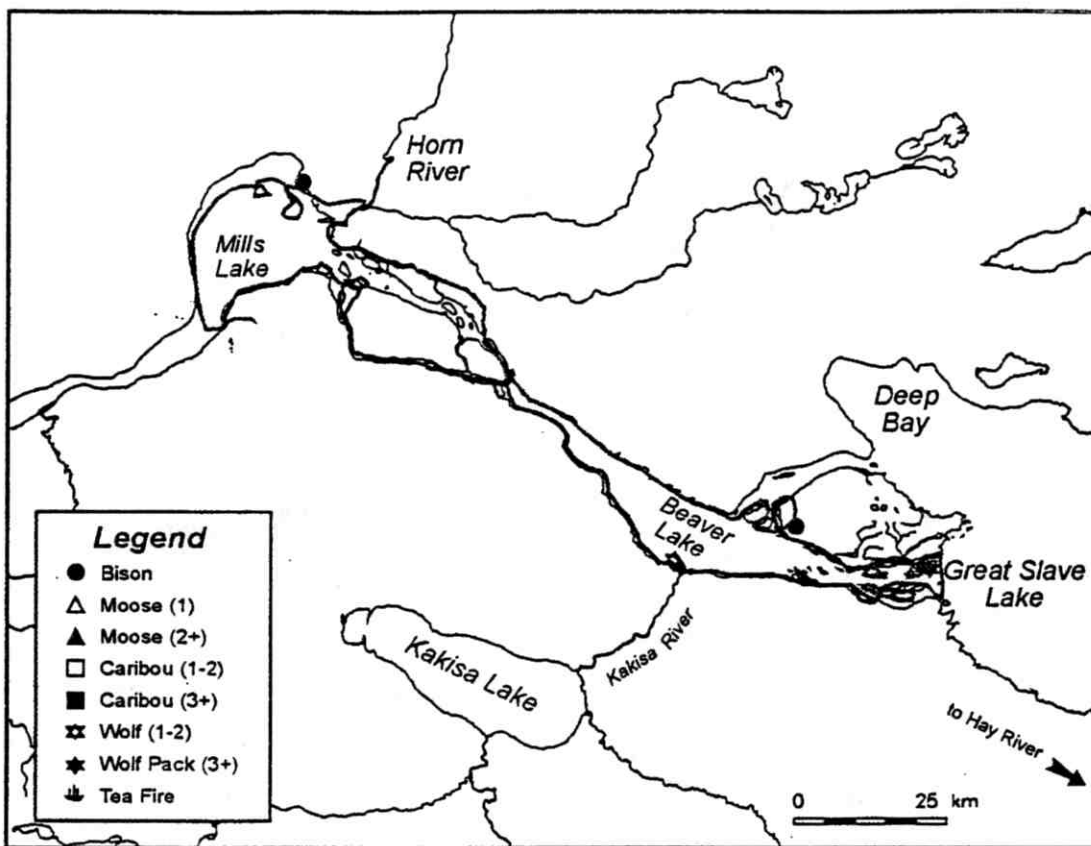 Horn
River
Mills
Lake
Deep
Bay
Beaver
Lake
Great Slave
Lake
Kakisa River
Kakisa Lake
to Hay River
0 25 km
Legend
Bison
Moose (1)
Moose (2+)
Caribou (1-2)
Caribou (3+)
Wolf (1-2)
Wolf Pack (3+)
Tea Fire